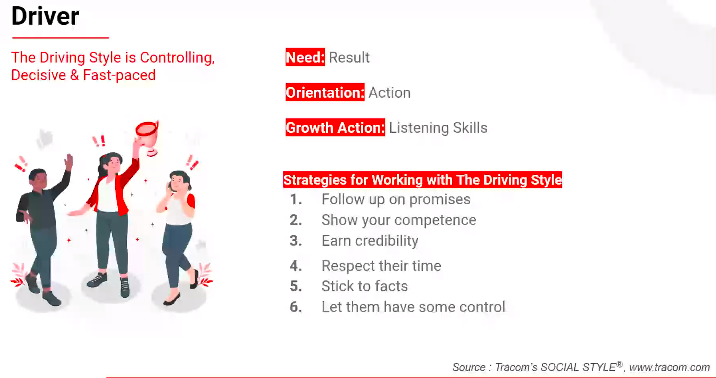 Driver
The Driving Style is Controlling,
Decisive & Fast-paced
Need: Result
Orientation: Action
Growth Action: Listening Skills
Strategies for Working with The Driving Style
1. Follow up on promises
2. Show your competence
3. Earn credibility
4. Respect their time
5. Stick to facts
6. Let them have some control
Source : Tracom's SOCIAL STYLE®, www.tracom.com